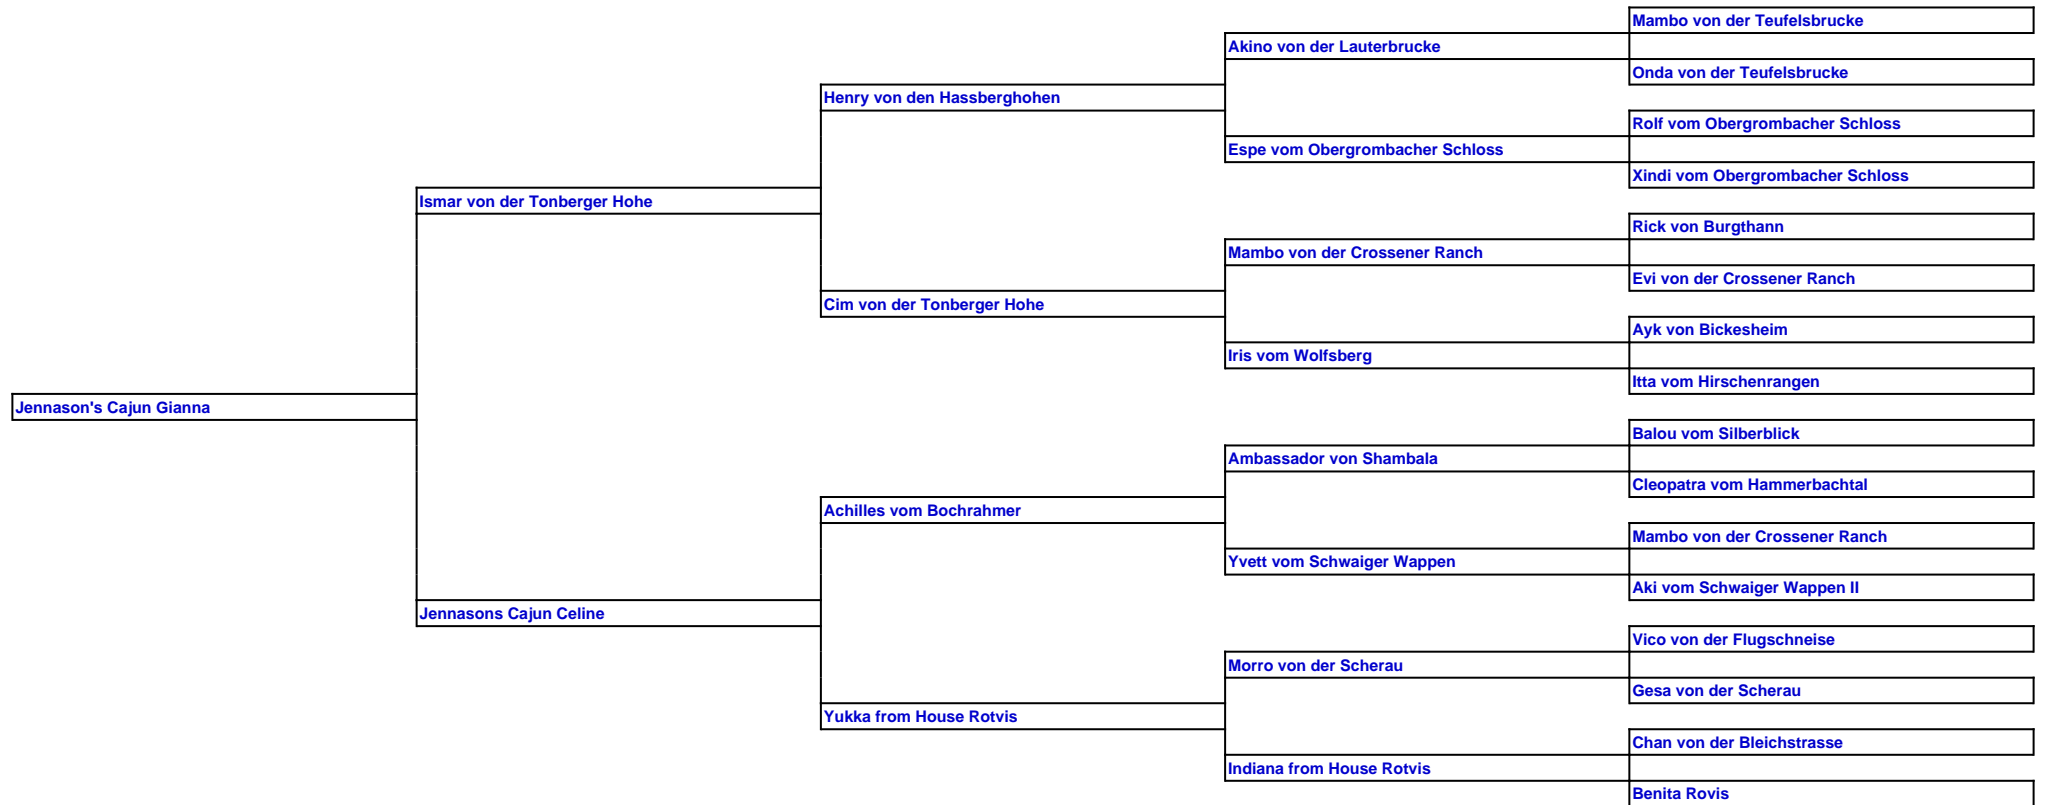 Mambo von der Teufelsbrucke
Akino von der Lauterbrucke
Onda von der Teufelsbrucke
Henry von den Hassberghohen
Rolf vom Obergrombacher Schloss
Espe vom Obergrombacher Schloss
Xindi vom Obergrombacher Schloss
Ismar von der Tonberger Hohe
Rick von Burgthann
Mambo von der Crossener Ranch
Evi von der Crossener Ranch
Cim von der Tonberger Hohe
Ayk von Bickesheim
Iris vom Wolfsberg
Itta vom Hirschenrangen
Jennason's Cajun Gianna
Balou vom Silberblick
Ambassador von Shambala
Cleopatra vom Hammerbachtal
Achilles vom Bochrahmer
Mambo von der Crossener Ranch
Yvett vom Schwaiger Wappen
Aki vom Schwaiger Wappen II
Jennasons Cajun Celine
Vico von der Flugschneise
Morro von der Scherau
Gesa von der Scherau
Yukka from House Rotvis
Chan von der Bleichstrasse
Indiana from House Rotvis
Benita Rovis